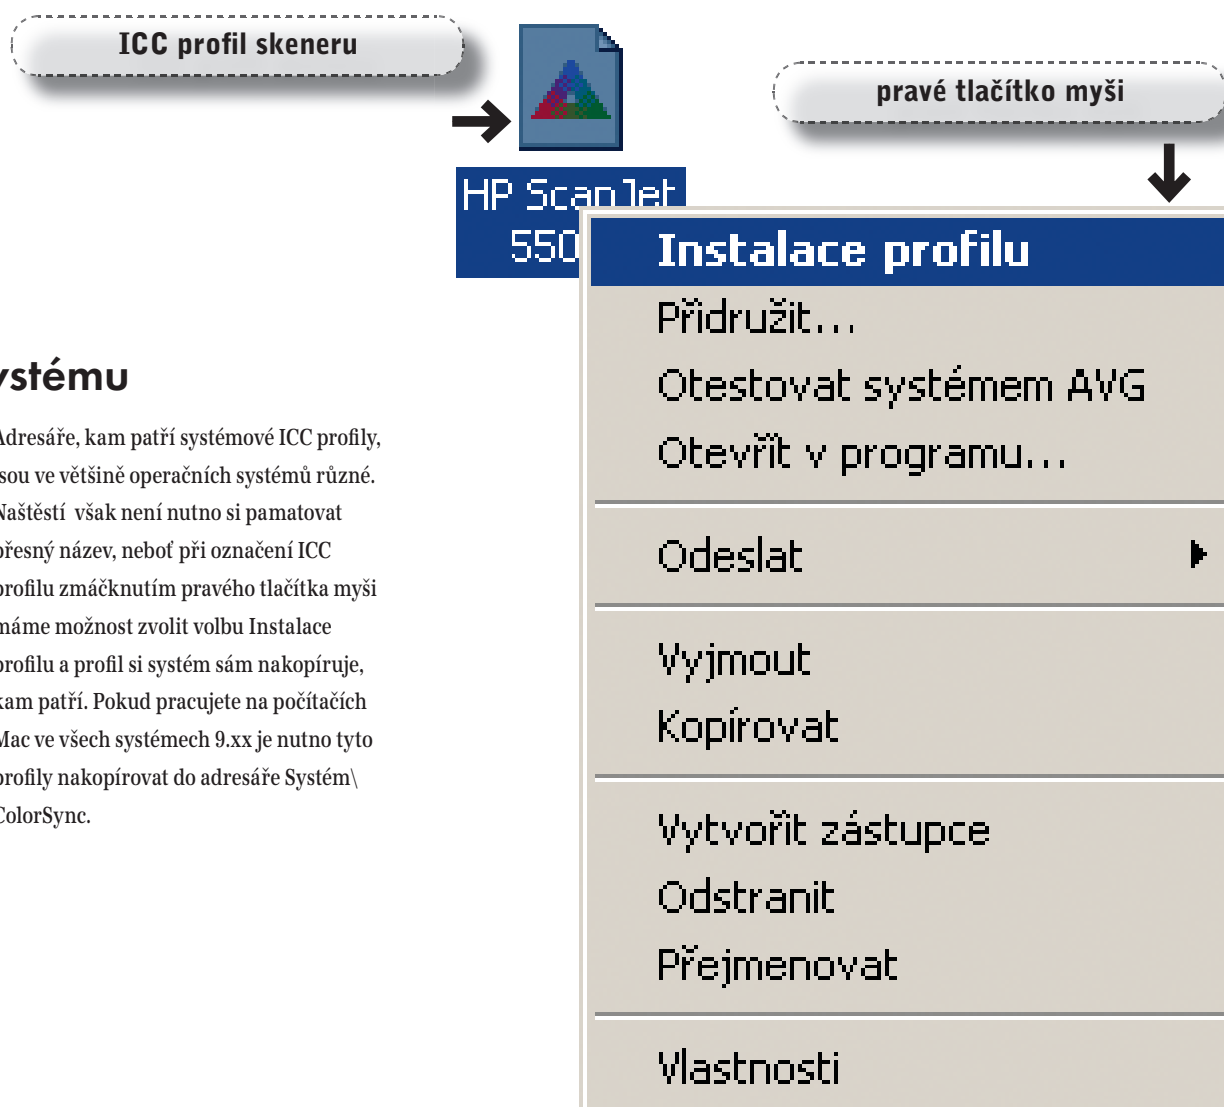 ICC profil skeneru
pravé tlačítko myši
HP ScanJet
550
Instalace profilu
Přidružit...
Otestovat systémem AVG
Otevřít v programu...
Odeslat
Vyjmout
Kopírovat
Vytvořit zástupce
Odstranit
Přejmenovat
Vlastnosti
ystému
Adresáře, kam patří systémové ICC profily,
sou ve většině operačních systémů různé.
Naštěstí však není nutno si pamatovat
přesný název, neboť při označení ICC
profilu zmáčknutím pravého tlačítka myši
máme možnost zvolit volbu Instalace
profilu a profil si systém sám nakopíruje,
kam patří. Pokud pracujete na počítačích
Mac ve všech systémech 9.xx je nutno tyto
profily nakopírovat do adresáře Systém\
ColorSync.